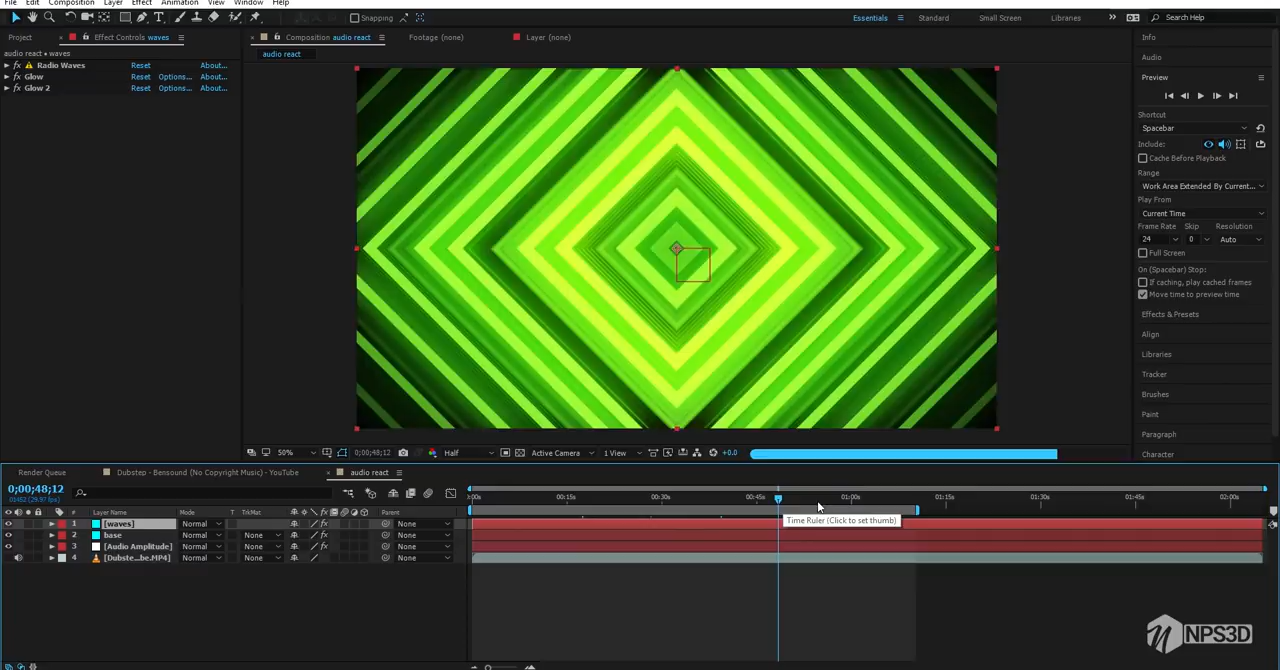 File Edit Composition Layer Effect Animation View Window Help
Snapping
Essentials Standard Small Screen Libraries Search Help
Project Effect Controls waves
Composition audio react Footage (none) Layer (none)
audio react • waves
audio react
Radio Waves Reset About...
Glow Reset Options... About...
Glow 2 Reset Options... About...
Info
Audio
Preview
Shortcut
Spacebar
Include:
Cache Before Playback
Range
Work Area Extended By Current...
Play From
Current Time
Frame Rate Skip Resolution
24 0 Auto
Full Screen
On (Spacebar) Stop:
If caching, play cached frames
Move time to preview time
Effects & Presets
Align
Libraries
Tracker
Brushes
Paint
Paragraph
Character
50% 0;00;48;12 Half Active Camera 1 View +0.0
Render Queue Dubstep - Bensound (No Copyright Music) - YouTube audio react
0;00;48;12
01452 (29.97 fps)
00:15s 00:30s 00:45s 01:00s 01:15s 01:30s 01:45s 02:00s
# Layer Name Mode T TrkMat Parent
1 [waves] Normal None
2 base Normal None None
3 [Audio Amplitude] Normal None None
4 [Dubste...be.MP4] Normal None None
Time Ruler (Click to set thumb)
NPS3D